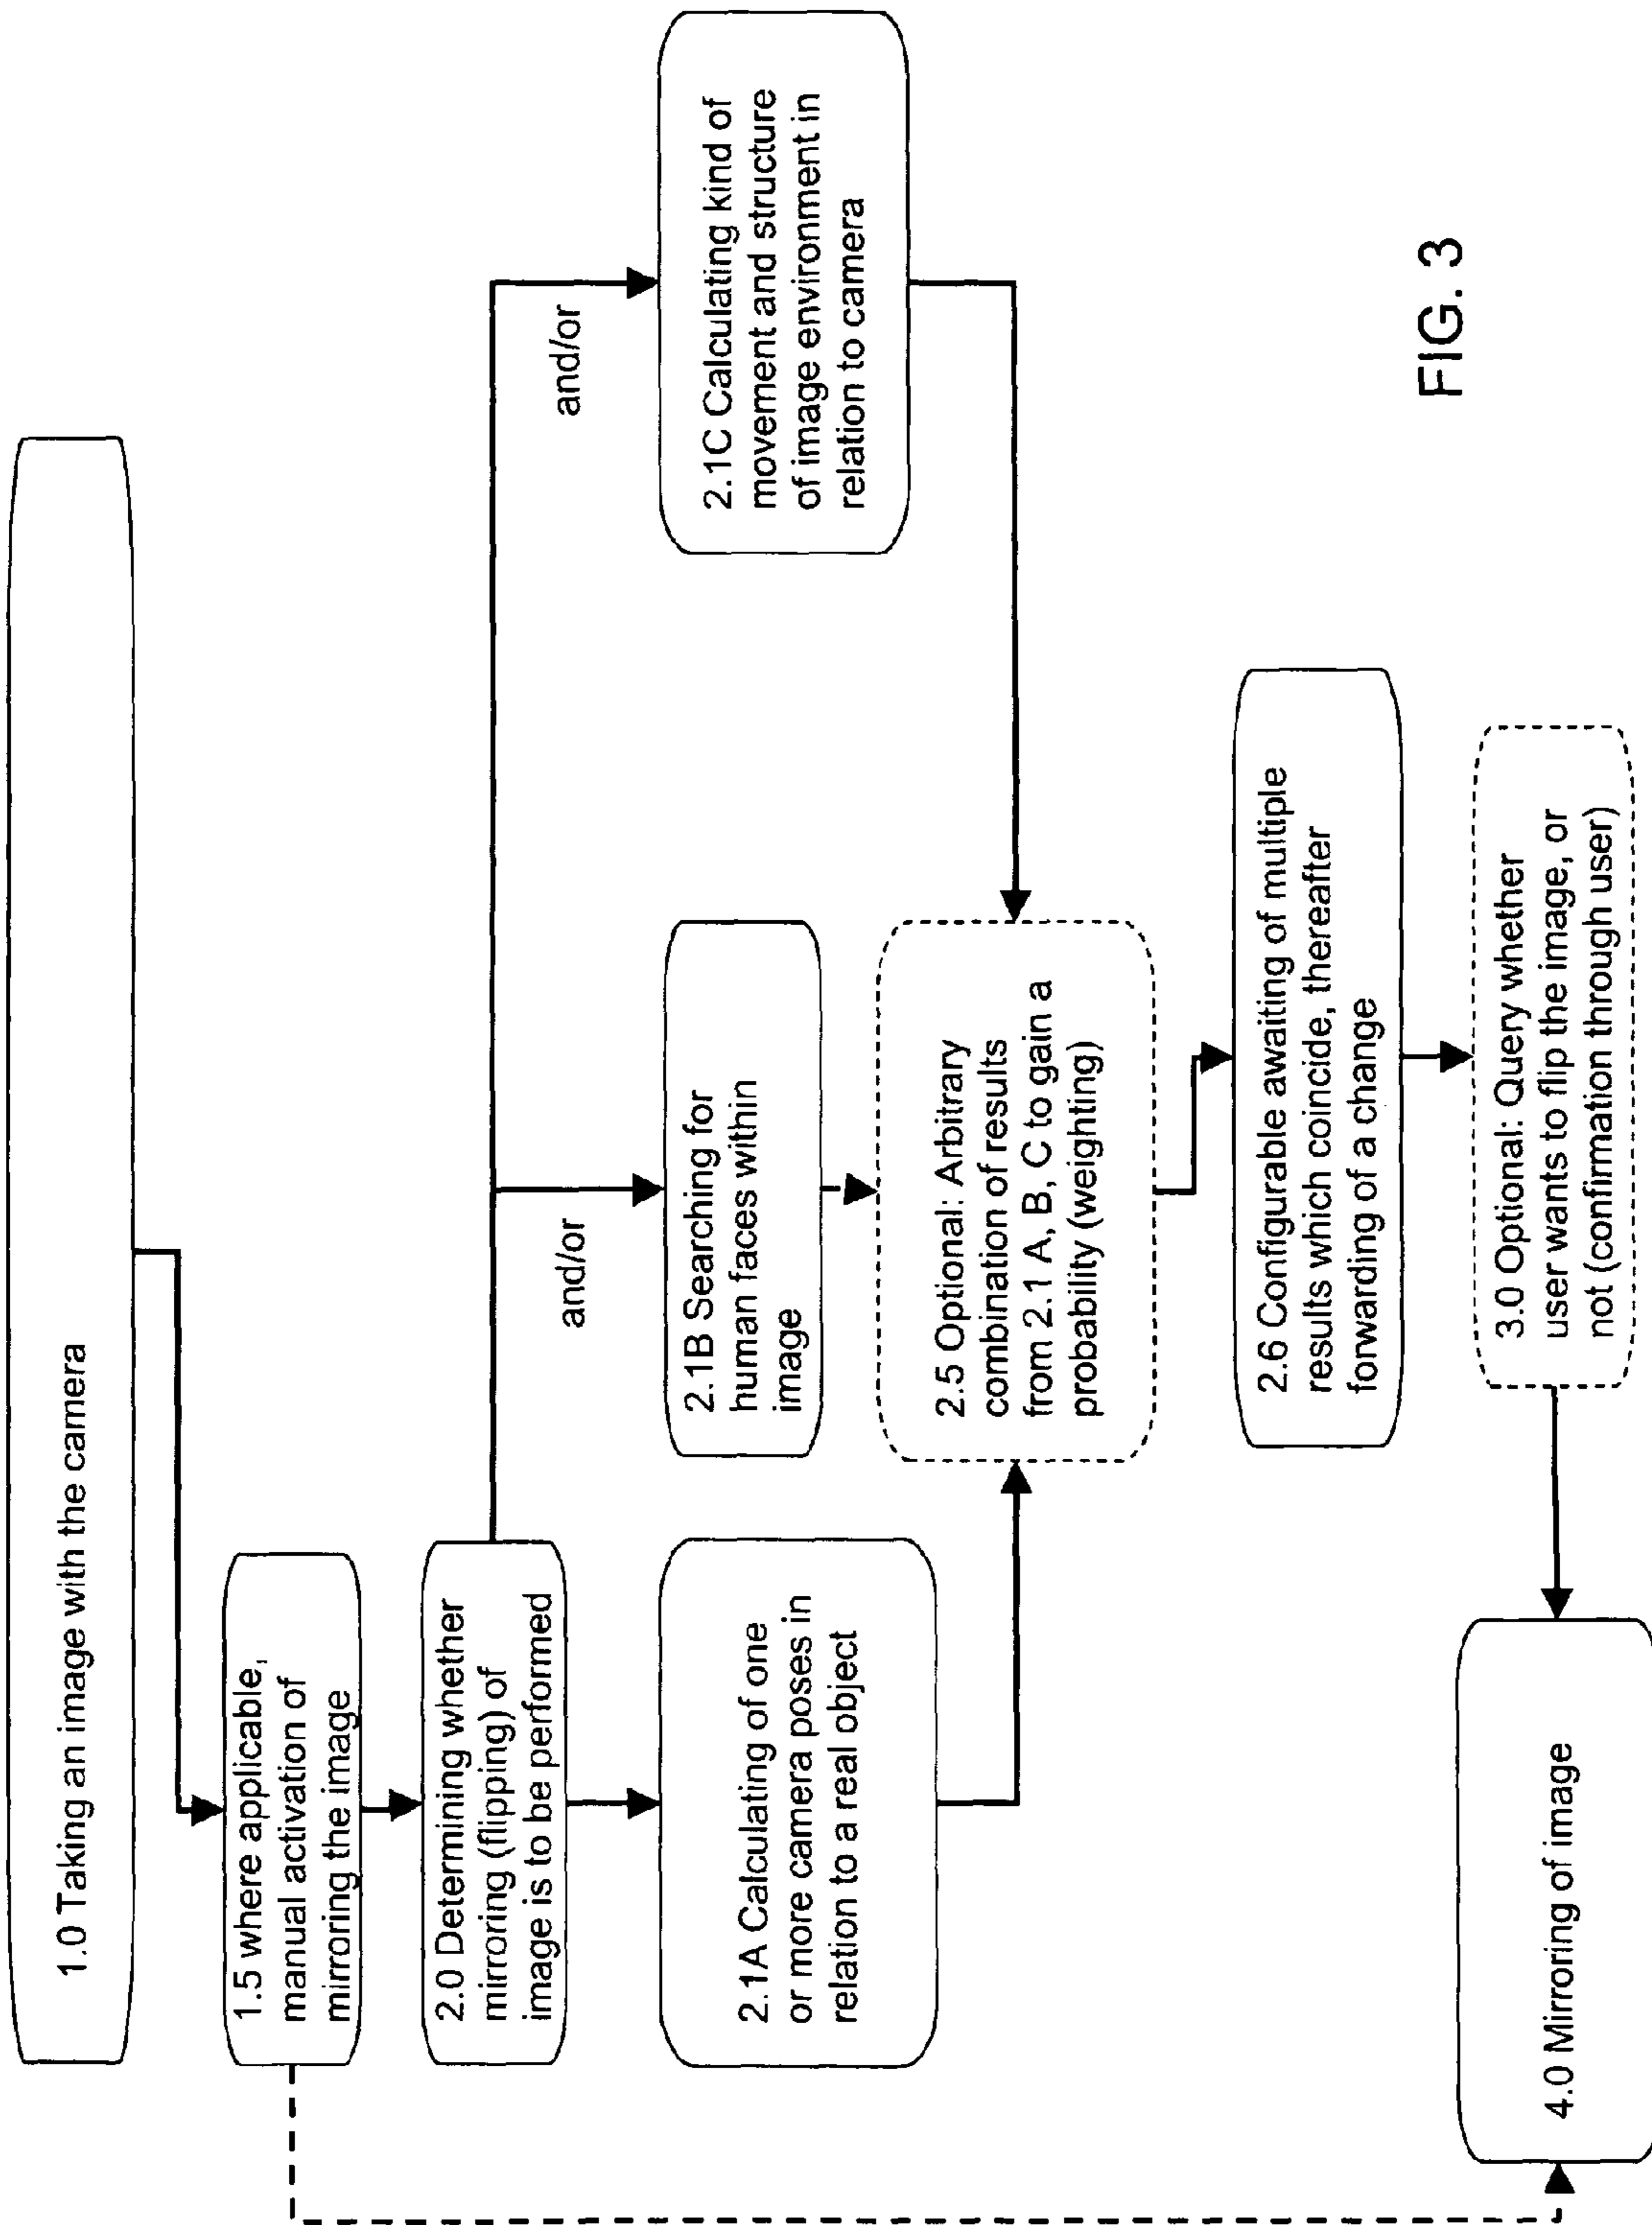 1.0 Taking an image with the camera
1.5 where applicable,
manual activation of
mirroring the image
2.0 Determining whether
mirroring (flipping) of
image is to be performed
and/or
and/or
2.1A Calculating of one
or more camera poses in
relation to a real object
2.1B Searching for
human faces within
image
2.1C Calculating kind of
movement and structure
of image environment in
relation to camera
2.5 Optional: Arbitrary
combination of results
from 2.1 A, B, C to gain a
probability (weighting)
2.6 Configurable awaiting of multiple
results which coincide, thereafter
forwarding of a change
3.0 Optional: Query whether
user wants to flip the image, or
not (confirmation through user)
4.0 Mirroring of image
FIG. 3